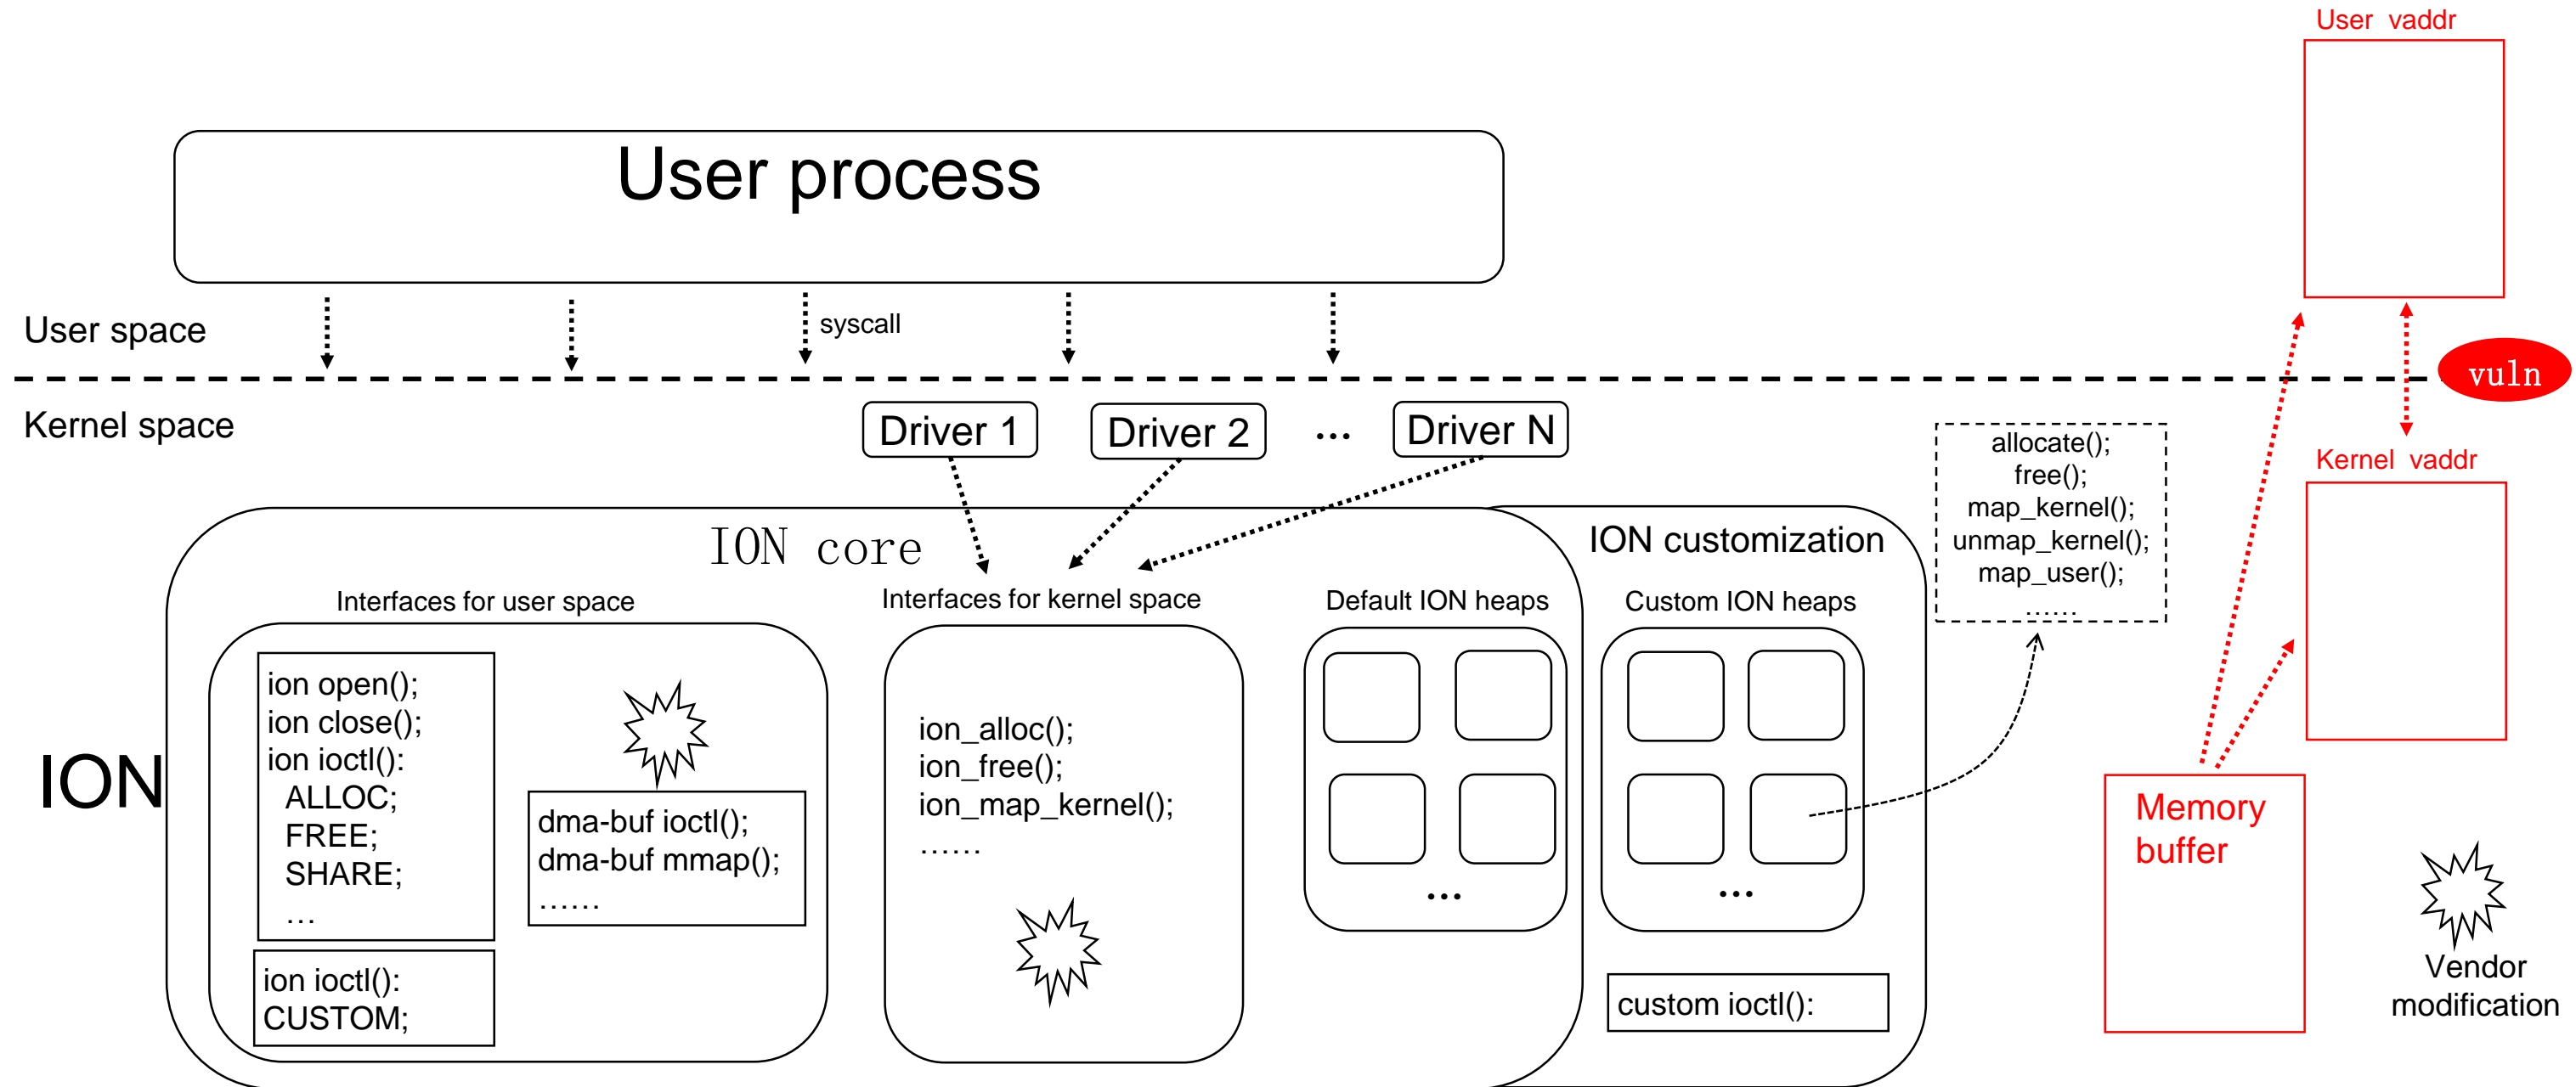 User vaddr
User process
User space
syscall
vuln
Kernel space
Driver 1
Driver 2
...
Driver N
allocate();
free();
map_kernel();
unmap_kernel();
map_user();
......
Kernel vaddr
ION core
ION customization
Interfaces for user space
Interfaces for kernel space
Default ION heaps
Custom ION heaps
ION
ion open();
ion close();
ion ioctl():
ALLOC;
FREE;
SHARE;
...
ion ioctl():
CUSTOM;
dma-buf ioctl();
dma-buf mmap();
......
ion_alloc();
ion_free();
ion_map_kernel();
......
...
...
custom ioctl():
Memory
buffer
Vendor
modification